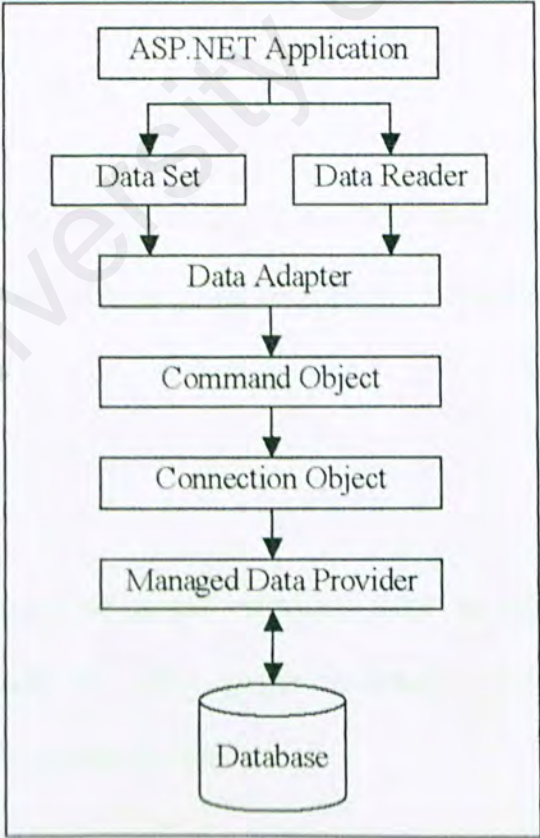 ASP.NET Application
Data Set
Data Reader
Data Adapter
Command Object
Connection Object
Managed Data Provider
Database